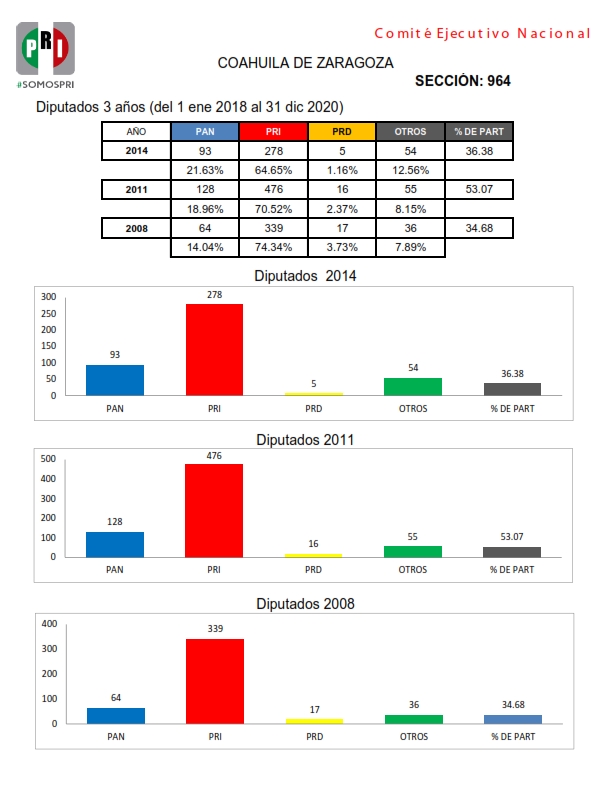 Comité Ejecutivo Nacional
PRI
#SOMOSPRI
COAHUILA DE ZARAGOZA
SECCIÓN: 964
Diputados 3 años (del 1 ene 2018 al 31 dic 2020)
AÑO PAN PRI PRD OTROS % DE PART
2014 93 278 5 54 36.38
21.63% 64.65% 1.16% 12.56%
2011 128 476 16 55 53.07
18.96% 70.52% 2.37% 8.15%
2008 64 339 17 36 34.68
14.04% 74.34% 3.73% 7.89%
Diputados 2014
300
250
200
150
100
50
0
93 278 5 54 36.38
PAN PRI PRD OTROS % DE PART
Diputados 2011
500
400
300
200
100
0
128 476 16 55 53.07
PAN PRI PRD OTROS % DE PART
Diputados 2008
400
300
200
100
0
64 339 17 36 34.68
PAN PRI PRD OTROS % DE PART